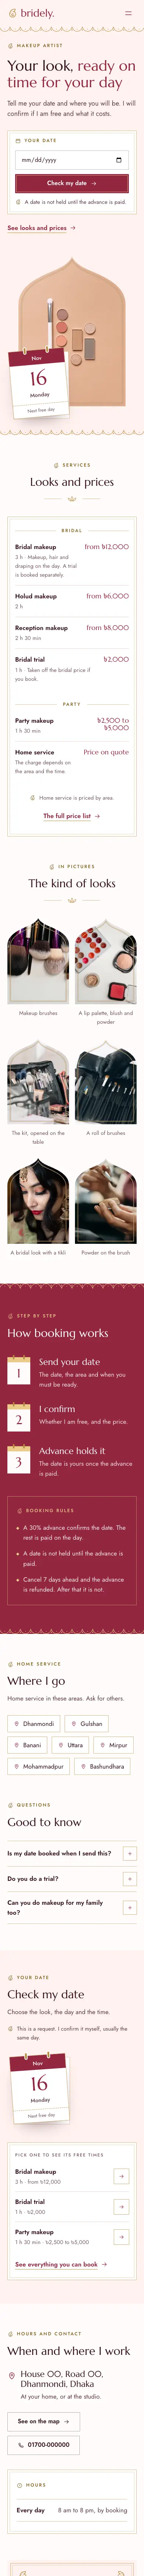 bridely.
MAKEUP ARTIST
Your look, ready on
time for your day
Tell me your date and where you will be. I will
confirm if I am free and what it costs.
YOUR DATE
mm/dd/yyyy
Check my date →
A date is not held until the advance is paid.
See looks and prices →
Nov
16
Monday
Next free day
SERVICES
Looks and prices
BRIDAL
Bridal makeup
from ৳12,000
3 h · Makeup, hair and
draping on the day. A trial
is booked separately.
Holud makeup
from ৳6,000
2 h
Reception makeup
from ৳8,000
2 h 30 min
Bridal trial
৳2,000
1 h · Taken off the bridal price if
you book.
PARTY
Party makeup
৳2,500 to
৳5,000
1 h 30 min
Home service
Price on quote
The charge depends on
the area and the time.
Home service is priced by area.
The full price list →
IN PICTURES
The kind of looks
Makeup brushes
A lip palette, blush and
powder
The kit, opened on the
table
A roll of brushes
A bridal look with a tikli
Powder on the brush
STEP BY STEP
How booking works
1
Send your date
The date, the area and when you
must be ready.
2
I confirm
Whether I am free, and the price.
3
Advance holds it
The date is yours once the advance
is paid.
BOOKING RULES
A 30% advance confirms the date. The
rest is paid on the day.
A date is not held until the advance is
paid.
Cancel 7 days ahead and the advance
is refunded. After that it is not.
HOME SERVICE
Where I go
Home service in these areas. Ask for others.
Dhanmondi
Gulshan
Banani
Uttara
Mirpur
Mohammadpur
Bashundhara
QUESTIONS
Good to know
Is my date booked when I send this? +
Do you do a trial? +
Can you do makeup for my family
too? +
YOUR DATE
Check my date
Choose the look, the day and the time.
This is a request. I confirm it myself, usually the
same day.
Nov
16
Monday
Next free day
PICK ONE TO SEE ITS FREE TIMES
Bridal makeup
3 h · from ৳12,000
Bridal trial
1 h · ৳2,000
Party makeup
1 h 30 min · ৳2,500 to ৳5,000
See everything you can book →
HOURS AND CONTACT
When and where I work
House 00, Road 00,
Dhanmondi, Dhaka
At your home, or at the studio.
See on the map →
01700-000000
HOURS
Every day
8 am to 8 pm, by booking